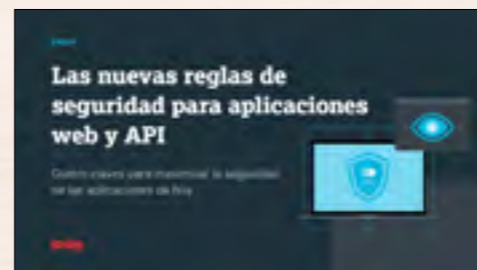 Las nuevas reglas de
seguridad para aplicaciones
web y API
Cuatro claves para maximizar la seguridad
de las aplicaciones de hoy